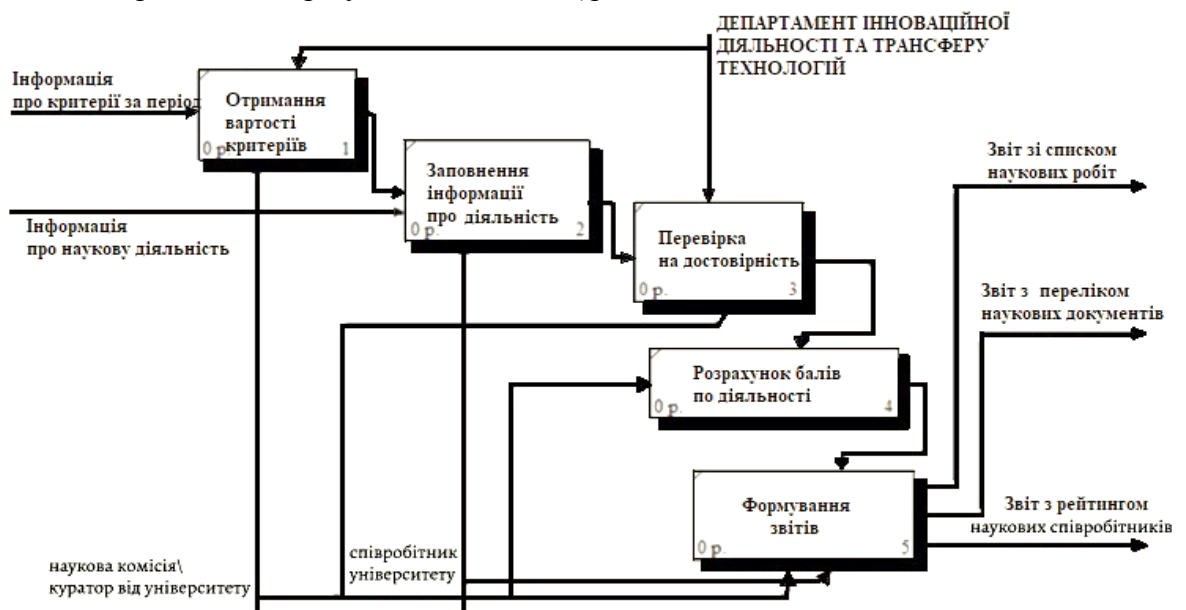 ДЕПАРТАМЕНТ ІННОВАЦІЙНОЇ
ДІЯЛЬНОСТІ ТА ТРАНСФЕРУ
ТЕХНОЛОГІЙ
Інформація
про критерії за період
Отримання
вартості
критеріїв
0 р. 1
Заповнення
інформації
про діяльність
0 р. 2
Інформація
про наукову діяльність
Перевірка
на достовірність
0 р. 3
Звіт зі списком
наукових робіт
Звіт з переліком
наукових документів
Розрахунок балів
по діяльності
0 р. 4
Формування
звітів
0 р. 5
Звіт з рейтингом
наукових співробітників
співробітник
університету
наукова комісія\
куратор від університету